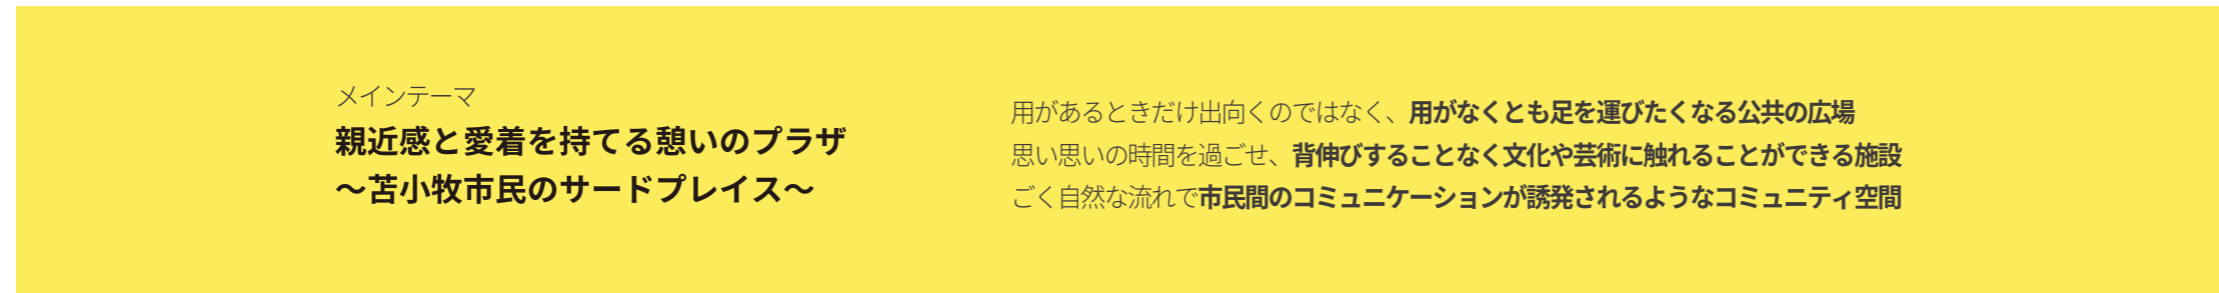 メインテーマ
親近感と愛着を持てる憩いのプラザ
〜苫小牧市民のサードプレイス〜
用があるときだけ出向くのではなく、用がなくとも足を運びたくなる公共の広場
思い思いの時間を過ごせ、背伸びすることなく文化や芸術に触れることができる施設
ごく自然な流れで市民間のコミュニケーションが誘発されるようなコミュニティ空間